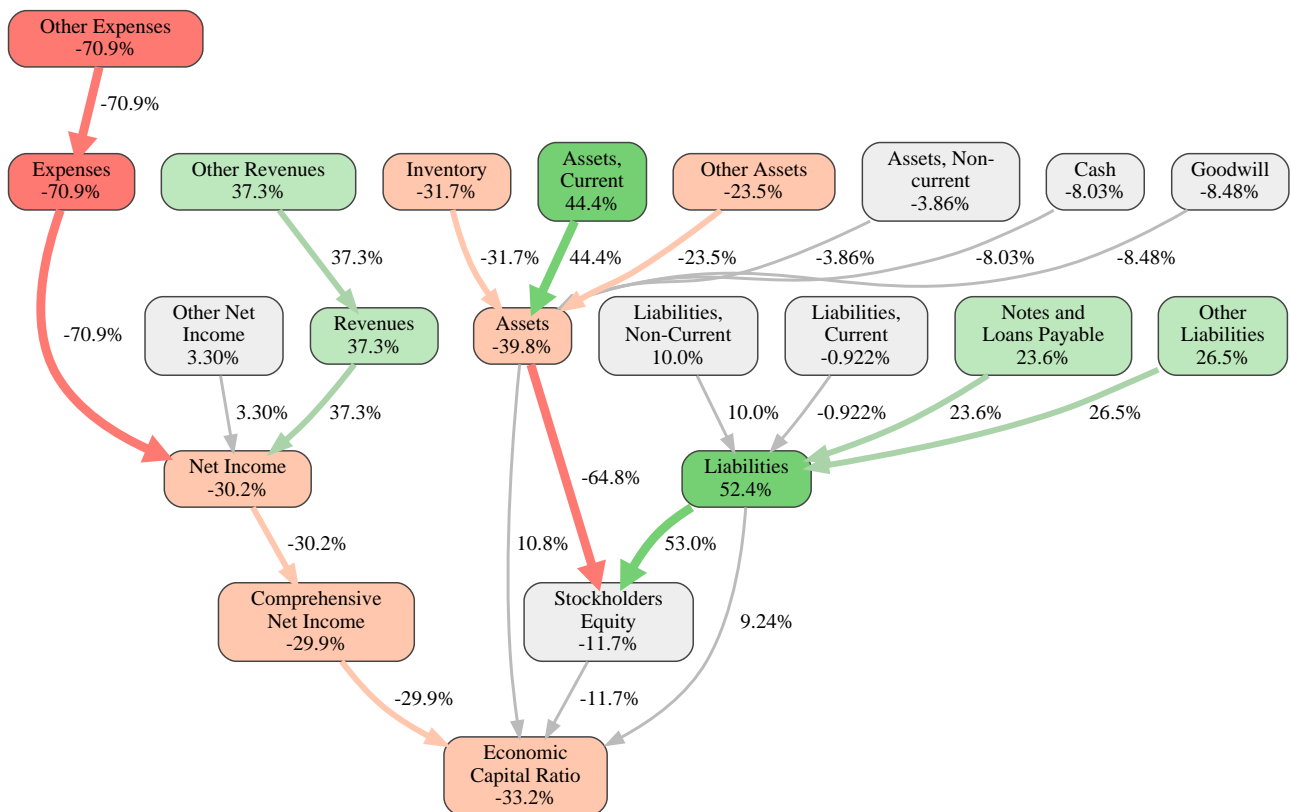 Other Expenses
-70.9%
-70.9%
Expenses
-70.9%
Other Revenues
37.3%
Inventory
-31.7%
Assets,
Current
44.4%
Other Assets
-23.5%
Assets, Non-
current
-3.86%
Cash
-8.03%
Goodwill
-8.48%
37.3%
-31.7%
44.4%
-23.5%
-3.86%
-8.03%
-8.48%
-70.9%
Other Net
Income
3.30%
Revenues
37.3%
Assets
-39.8%
Liabilities,
Non-Current
10.0%
Liabilities,
Current
-0.922%
Notes and
Loans Payable
23.6%
Other
Liabilities
26.5%
3.30%
37.3%
10.0%
-0.922%
23.6%
26.5%
Net Income
-30.2%
-64.8%
Liabilities
52.4%
-30.2%
10.8%
53.0%
Comprehensive
Net Income
-29.9%
Stockholders
Equity
-11.7%
9.24%
-29.9%
-11.7%
Economic
Capital Ratio
-33.2%